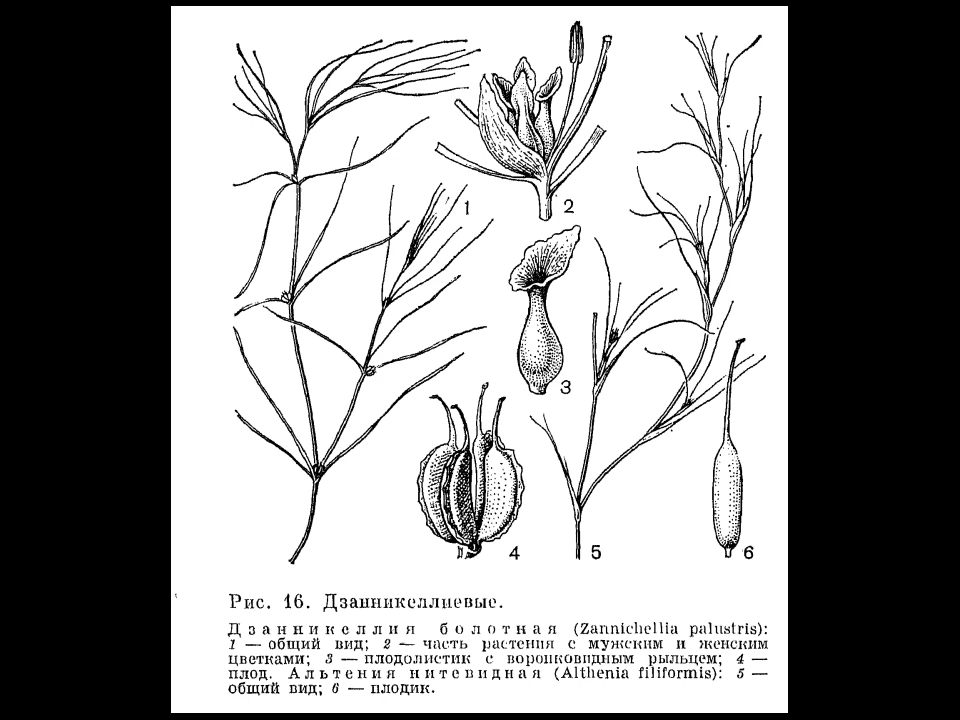 1
2
3
4
5
6
Рис. 16. Дзанникеллиевые.
Дзанникеллия болотная (Zannichellia palustris):
1 — общий вид; 2 — часть растения с мужским и женским
цветками; 3 — плодолистик с воронковидным рыльцем; 4 —
плод. Альтения нитевидная (Althenia filiformis): 5 —
общий вид; 6 — плодик.